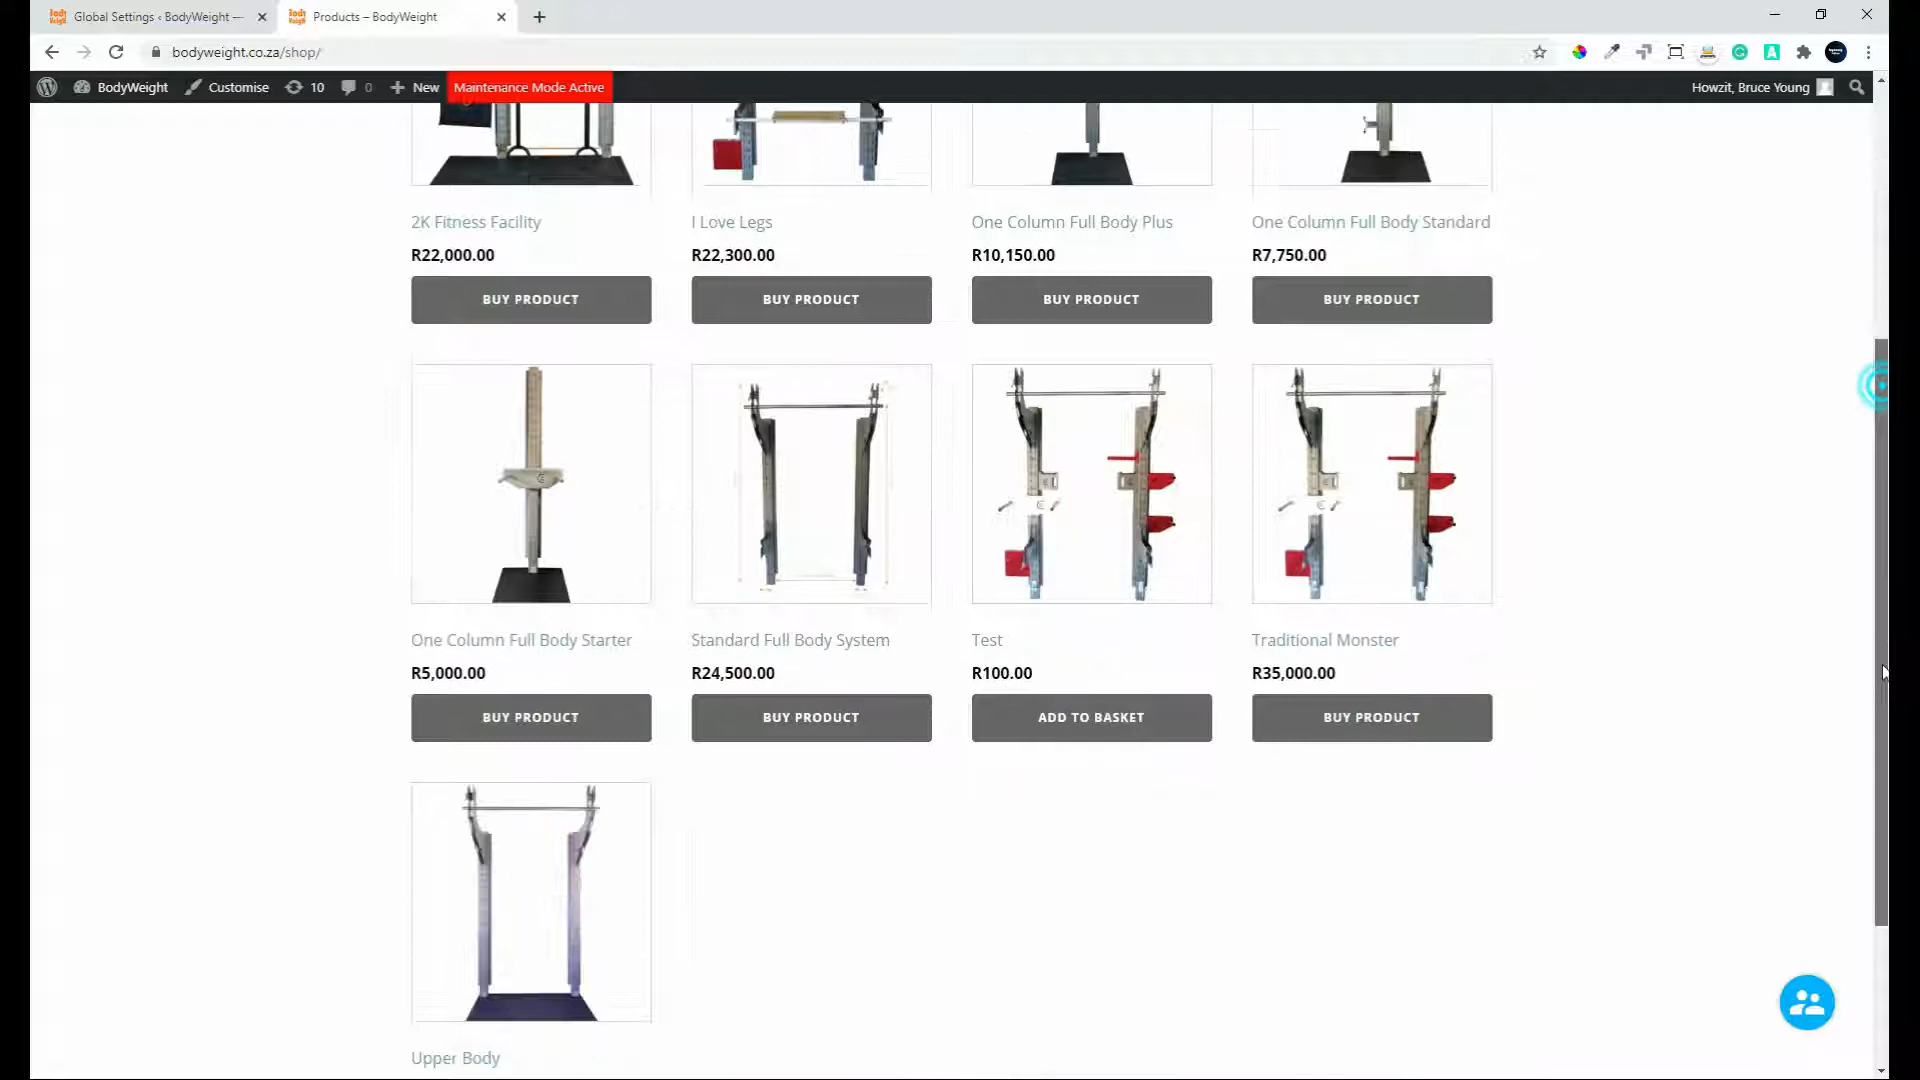 Global Settings ‹ BodyWeight —
Products – BodyWeight
bodyweight.co.za/shop/
BodyWeight
Customise
10
0
New
Maintenance Mode Active
Howzit, Bruce Young
2K Fitness Facility
I Love Legs
One Column Full Body Plus
One Column Full Body Standard
R22,000.00
R22,300.00
R10,150.00
R7,750.00
BUY PRODUCT
BUY PRODUCT
BUY PRODUCT
BUY PRODUCT
One Column Full Body Starter
Standard Full Body System
Test
Traditional Monster
R5,000.00
R24,500.00
R100.00
R35,000.00
BUY PRODUCT
BUY PRODUCT
ADD TO BASKET
BUY PRODUCT
Upper Body